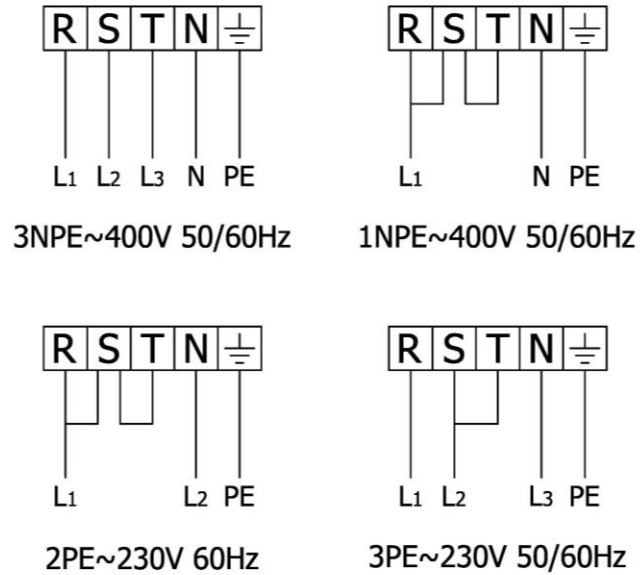 R S T N R S T N
L1 L2 L3 N PE L1 N PE
3NPE~400V 50/60Hz 1NPE~400V 50/60Hz
R S T N R S T N
L1 L2 PE L1 L2 L3 PE
2PE~230V 60Hz 3PE~230V 50/60Hz